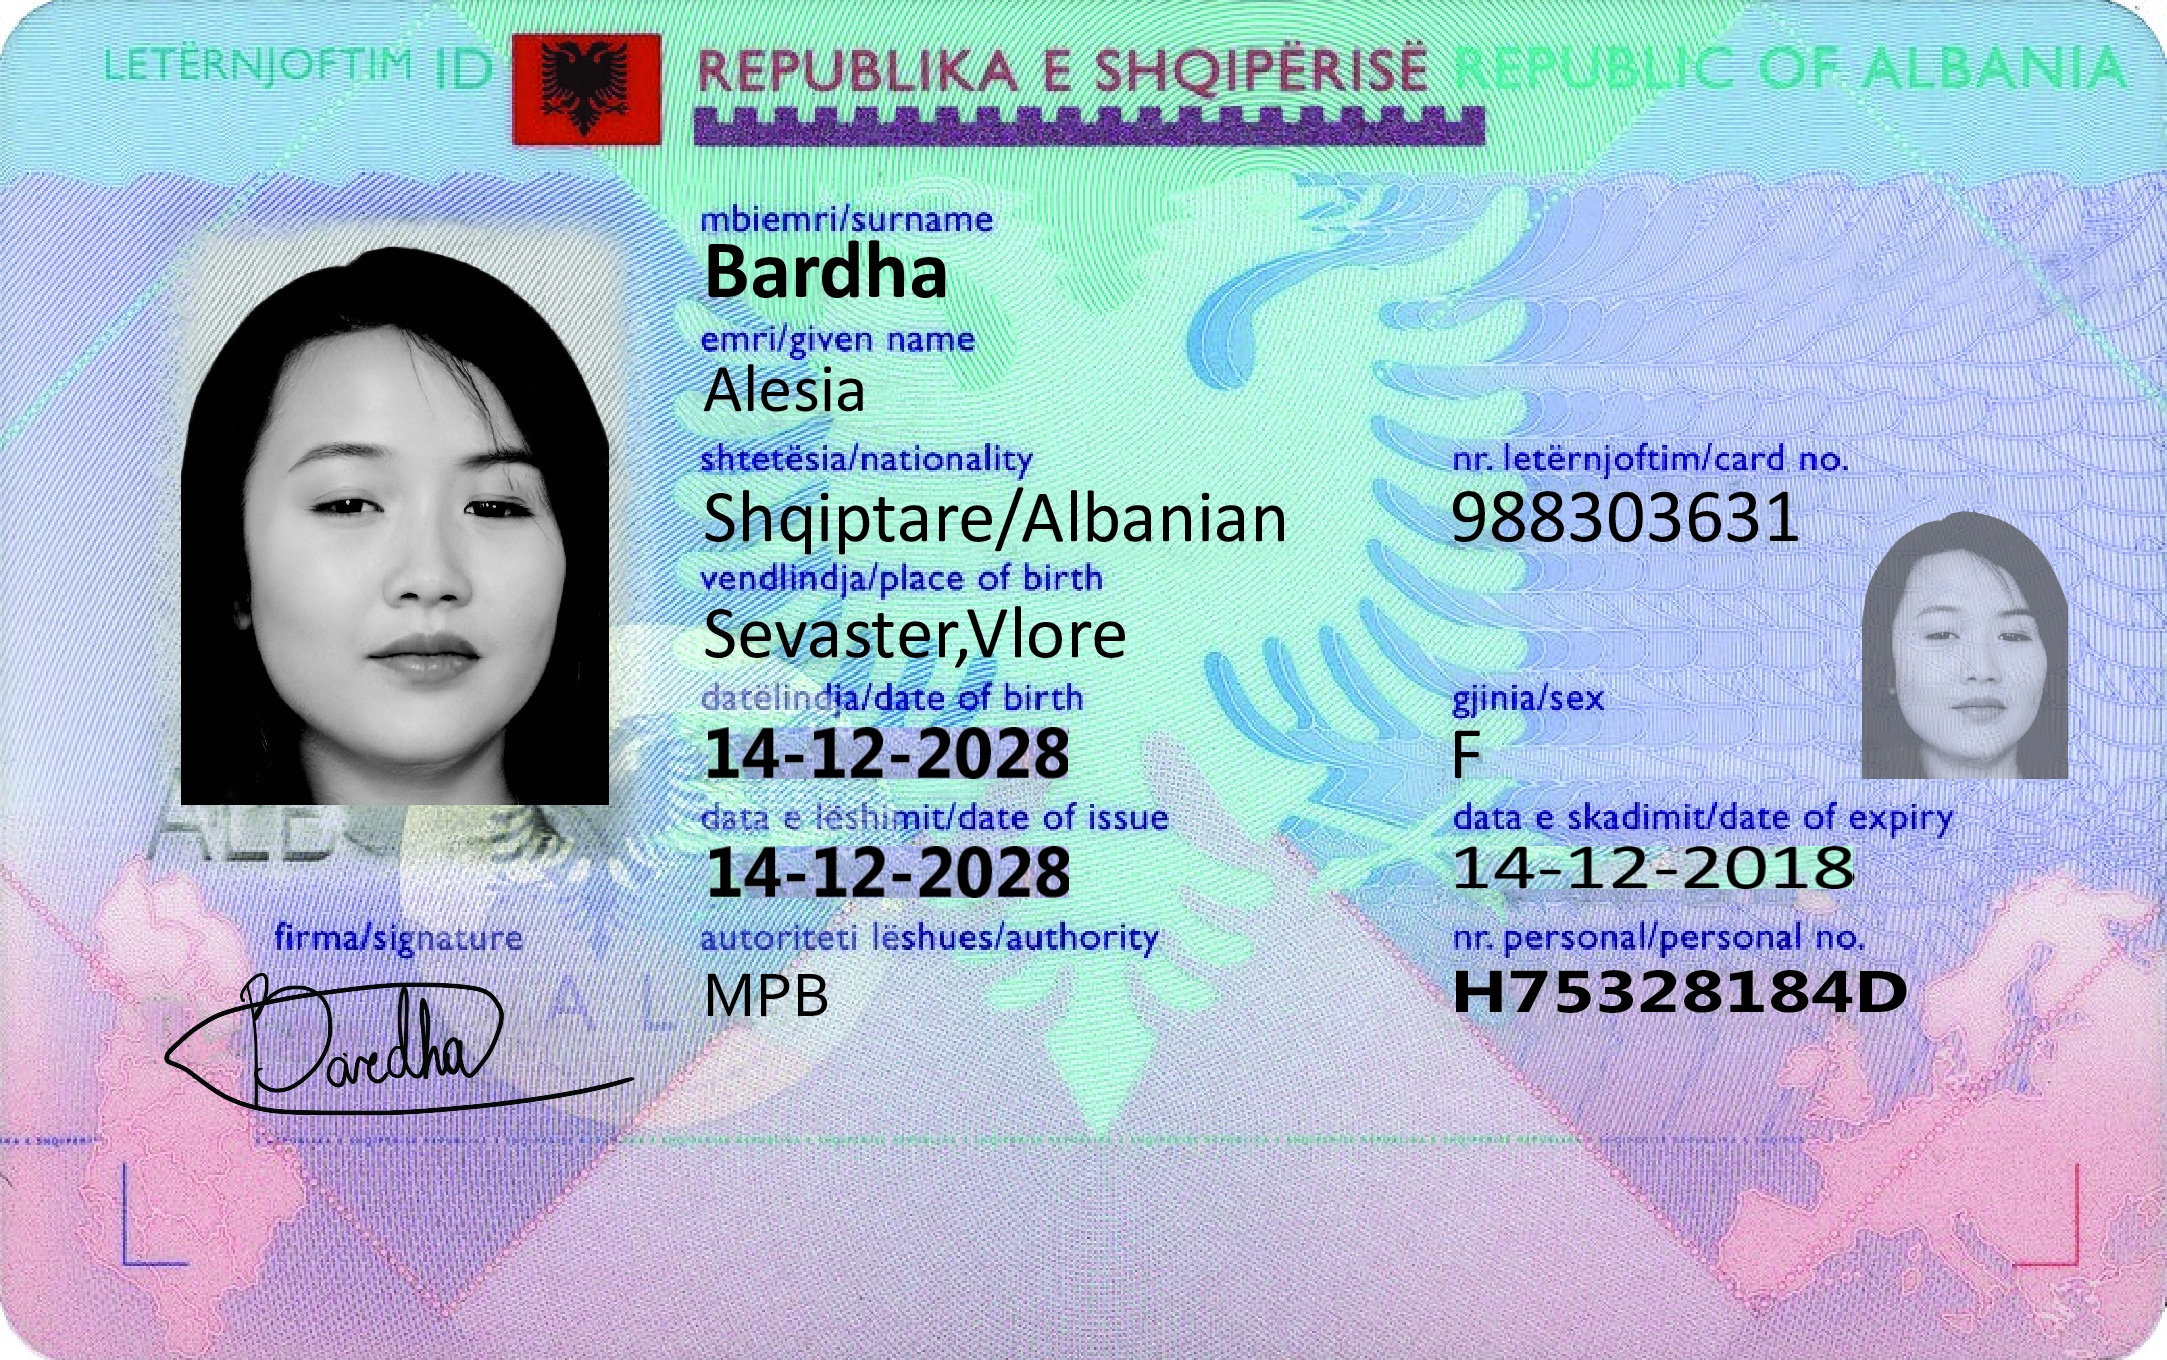 LETËRNJOFTIM ID REPUBLIKA E SHQIPËRISË REPUBLIC OF ALBANIA
mbiemri/surname
Bardha
emri/given name
Alesia
shtetësia/nationality
nr. letërnjoftim/card no.
Shqiptare/Albanian
988303631
vendlindja/place of birth
Sevaster,Vlore
datëlindja/date of birth
gjinia/sex
14-12-2028
F
data e lëshimit/date of issue
data e skadimit/date of expiry
14-12-2028
14-12-2018
firma/signature
autoriteti lëshues/authority
nr. personal/personal no.
MPB
H75328184D
Bardha